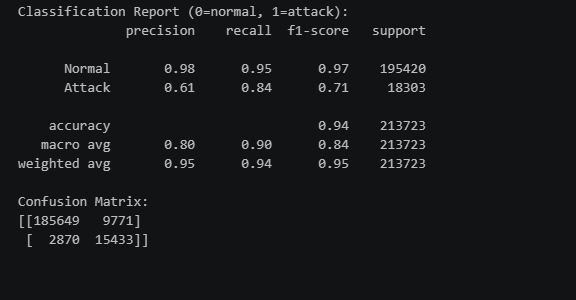 Classification Report (0=normal, 1=attack):
precision recall f1-score support
Normal 0.98 0.95 0.97 195420
Attack 0.61 0.84 0.71 18303
accuracy 0.94 213723
macro avg 0.80 0.90 0.84 213723
weighted avg 0.95 0.94 0.95 213723
Confusion Matrix:
[[185649 9771]
[ 2870 15433]]